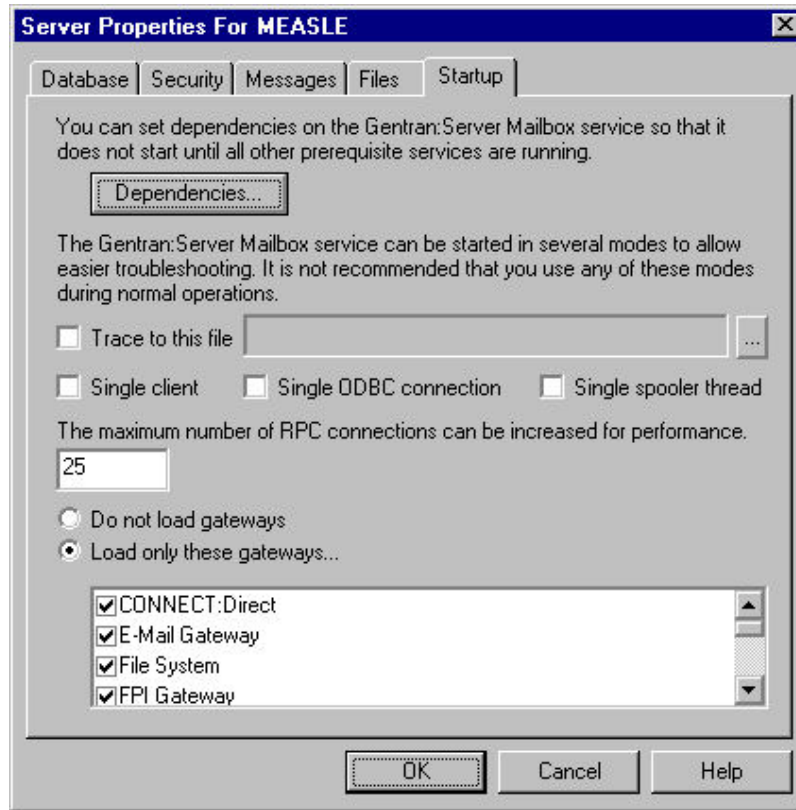 Server Properties For MEASLE
Database Security Messages Files Startup
You can set dependencies on the Gentran:Server Mailbox service so that it
does not start until all other prerequisite services are running.
Dependencies...
The Gentran:Server Mailbox service can be started in several modes to allow
easier troubleshooting. It is not recommended that you use any of these modes
during normal operations.
Trace to this file ...
Single client Single ODBC connection Single spooler thread
The maximum number of RPC connections can be increased for performance.
25
Do not load gateways
Load only these gateways...
CONNECT:Direct
E-Mail Gateway
File System
FPI Gateway
OK Cancel Help